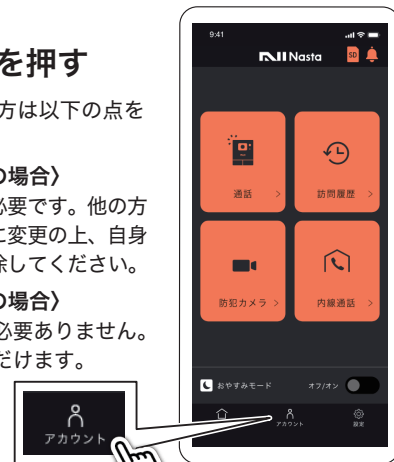 を押す
方は以下の点を
の場合〉
必要です。他の方
に変更の上、自身
除してください。
の場合〉
必要ありません。
だけます。
アカウント
9:41
Nasta
SD
通話
訪問履歴
防犯カメラ
内線通話
おやすみモード
オフ/オン
アカウント
設定